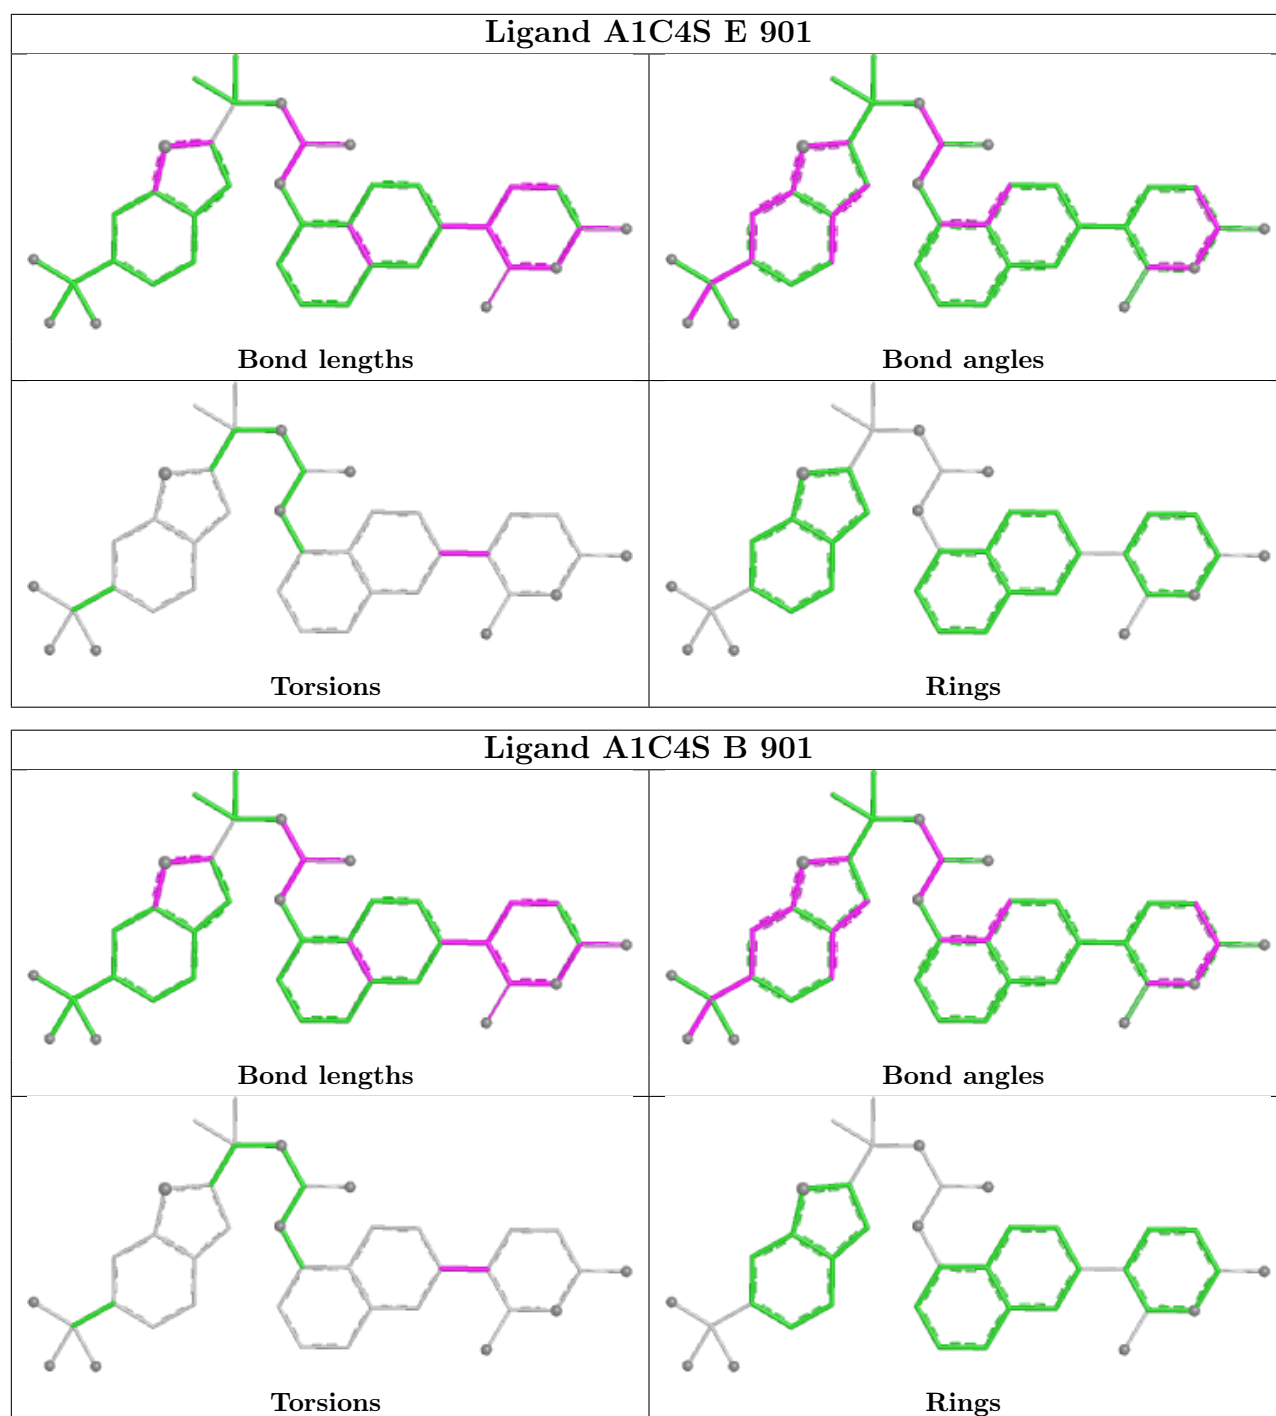 Ligand A1C4S E 901
Bond lengths
Bond angles
Torsions
Rings
Ligand A1C4S B 901
Bond lengths
Bond angles
Torsions
Rings